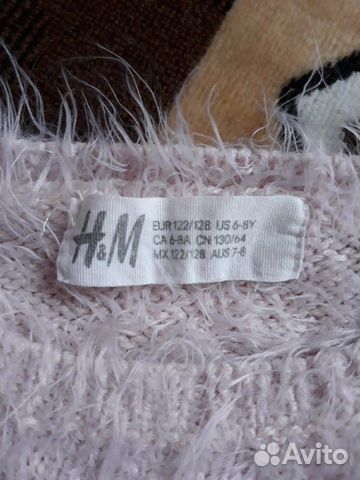 H&M
EUR 122/128 US 6-8Y
CA 6-8A CN 130/64
MX 122/128 AUS 7-8
Avito